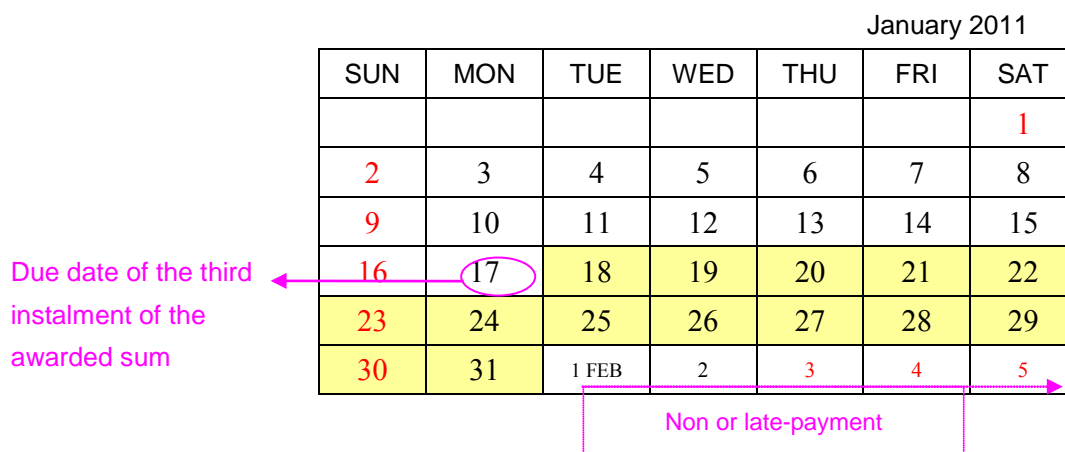 January 2011
SUN MON TUE WED THU FRI SAT
1
2 3 4 5 6 7 8
9 10 11 12 13 14 15
16 17 18 19 20 21 22
23 24 25 26 27 28 29
30 31 1 FEB 2 3 4 5
Due date of the third
instalment of the
awarded sum
Non or late-payment